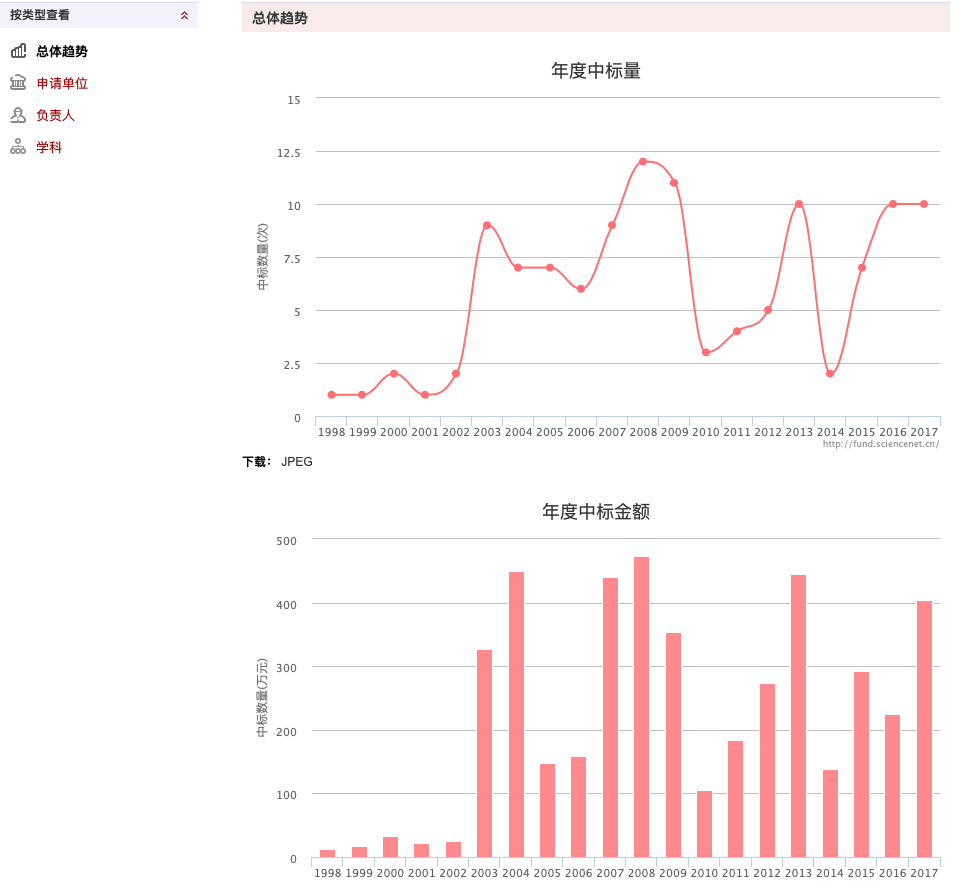 按类型查看
总体趋势
申请单位
负责人
学科
总体趋势
年度中标量
15
12.5
10
7.5
5
2.5
0
中标数量(次)
1998 1999 2000 2001 2002 2003 2004 2005 2006 2007 2008 2009 2010 2011 2012 2013 2014 2015 2016 2017
http://fund.sciencenet.cn/
下载： JPEG
年度中标金额
500
400
300
200
100
0
中标数量(万元)
1998 1999 2000 2001 2002 2003 2004 2005 2006 2007 2008 2009 2010 2011 2012 2013 2014 2015 2016 2017